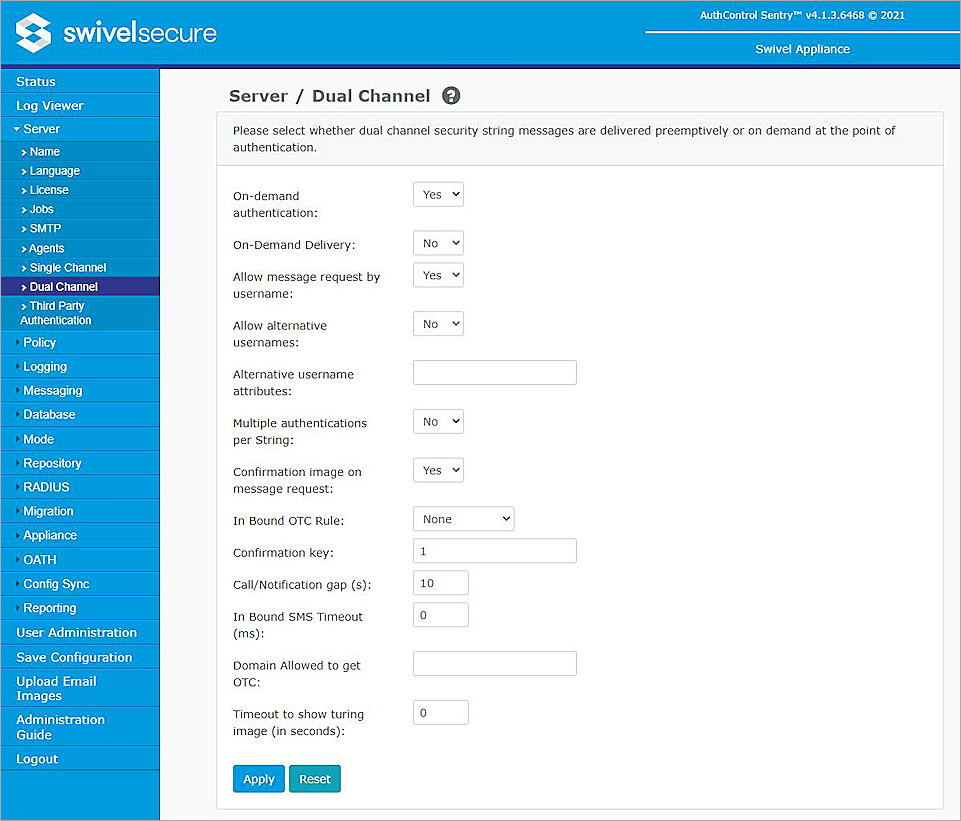 swivelsecure
AuthControl Sentry™ v4.1.3.6468 © 2021
Swivel Appliance
Status
Log Viewer
Server
Name
Language
License
Jobs
SMTP
Agents
Single Channel
Dual Channel
Third Party
Authentication
Policy
Logging
Messaging
Database
Mode
Repository
RADIUS
Migration
Appliance
OATH
Config Sync
Reporting
User Administration
Save Configuration
Upload Email
Images
Administration
Guide
Logout
Server / Dual Channel ?
Please select whether dual channel security string messages are delivered preemptively or on demand at the point of
authentication.
On-demand
authentication:
Yes
On-Demand Delivery:
No
Allow message request by
username:
Yes
Allow alternative
usernames:
No
Alternative username
attributes:
Multiple authentications
per String:
No
Confirmation image on
message request:
Yes
In Bound OTC Rule:
None
Confirmation key:
1
Call/Notification gap (s):
10
In Bound SMS Timeout
(ms):
0
Domain Allowed to get
OTC:
Timeout to show turing
image (in seconds):
0
Apply
Reset